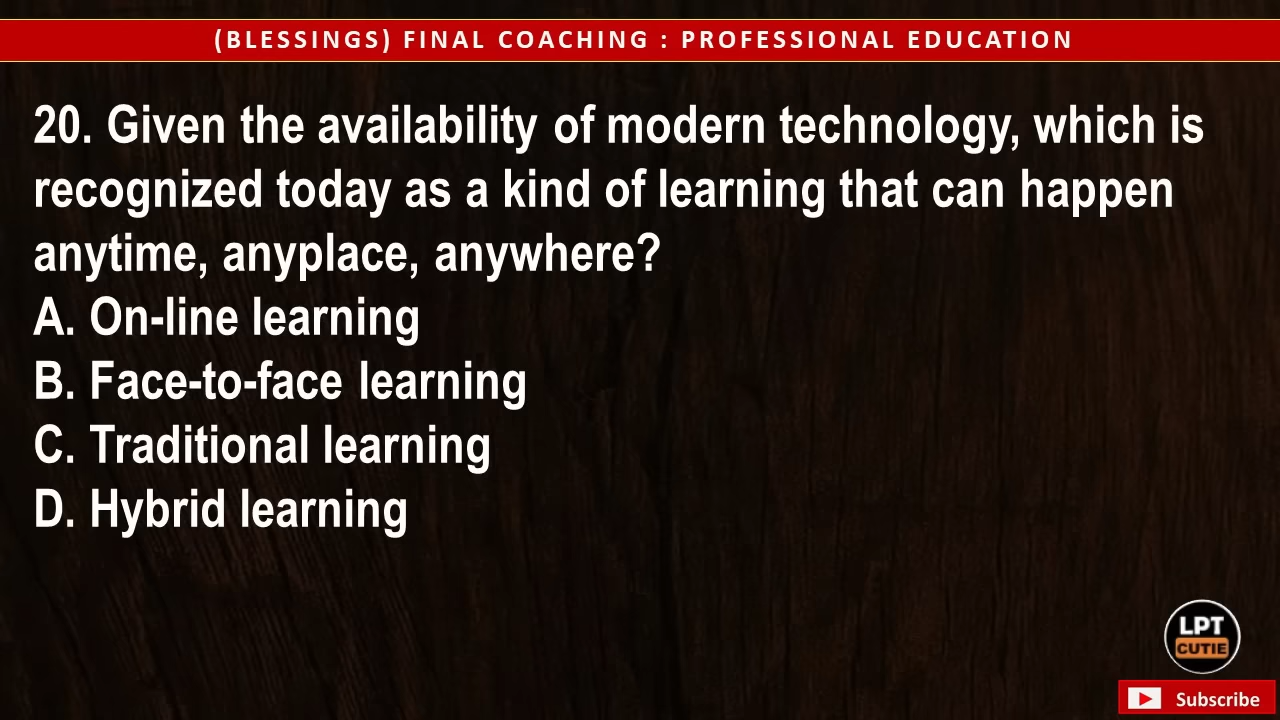 (BLESSINGS) FINAL COACHING : PROFESSIONAL EDUCATION
20. Given the availability of modern technology, which is
recognized today as a kind of learning that can happen
anytime, anyplace, anywhere?
A. On-line learning
B. Face-to-face learning
C. Traditional learning
D. Hybrid learning
LPT
CUTIE
Subscribe